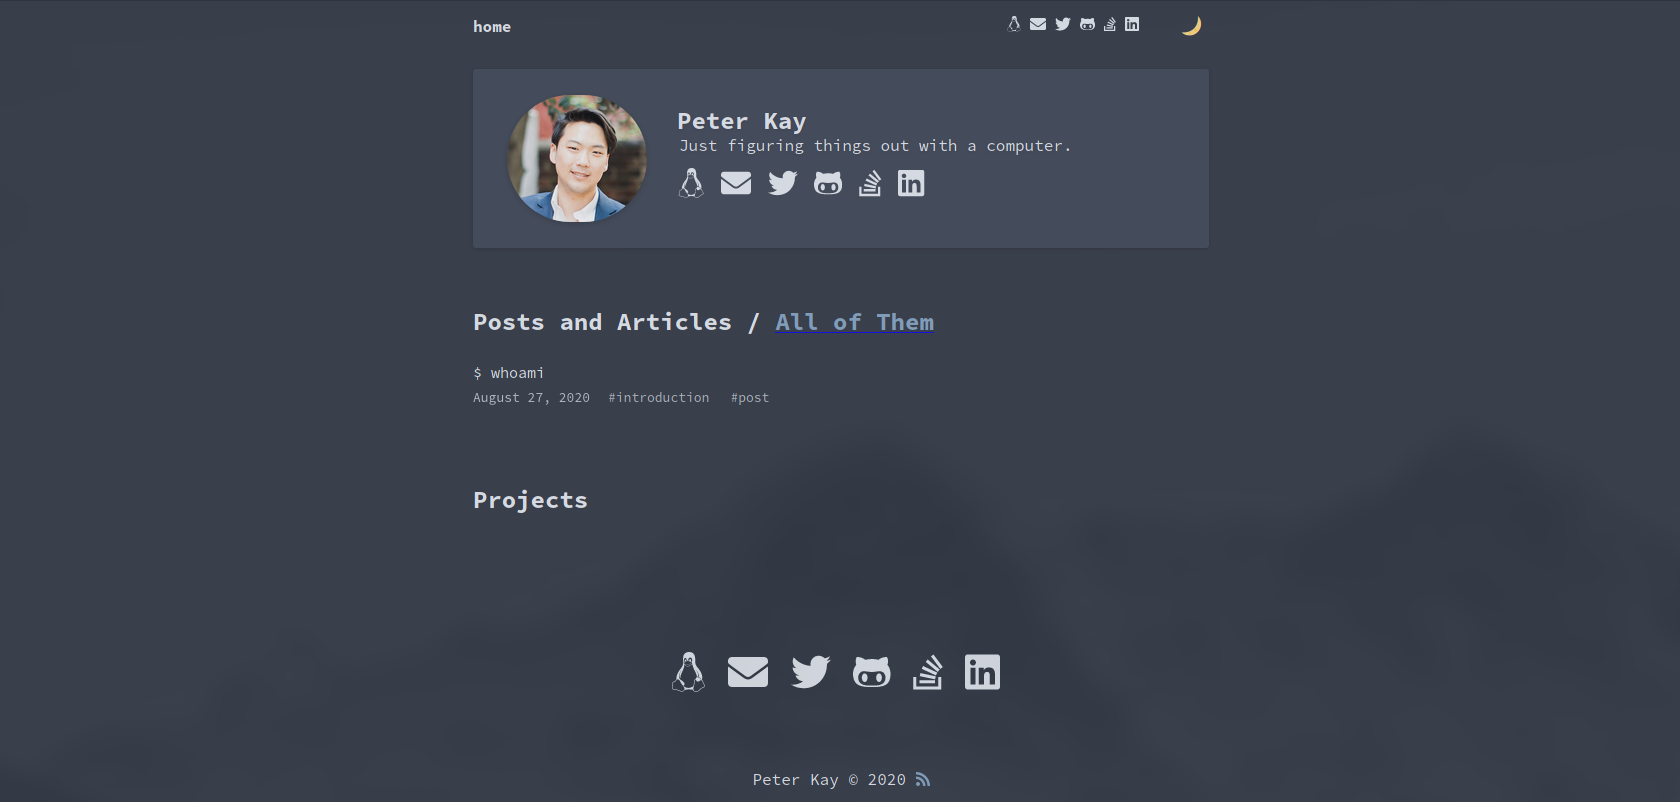 home
Peter Kay
Just figuring things out with a computer.
Posts and Articles / All of Them
$ whoami
August 27, 2020 #introduction #post
Projects
Peter Kay © 2020